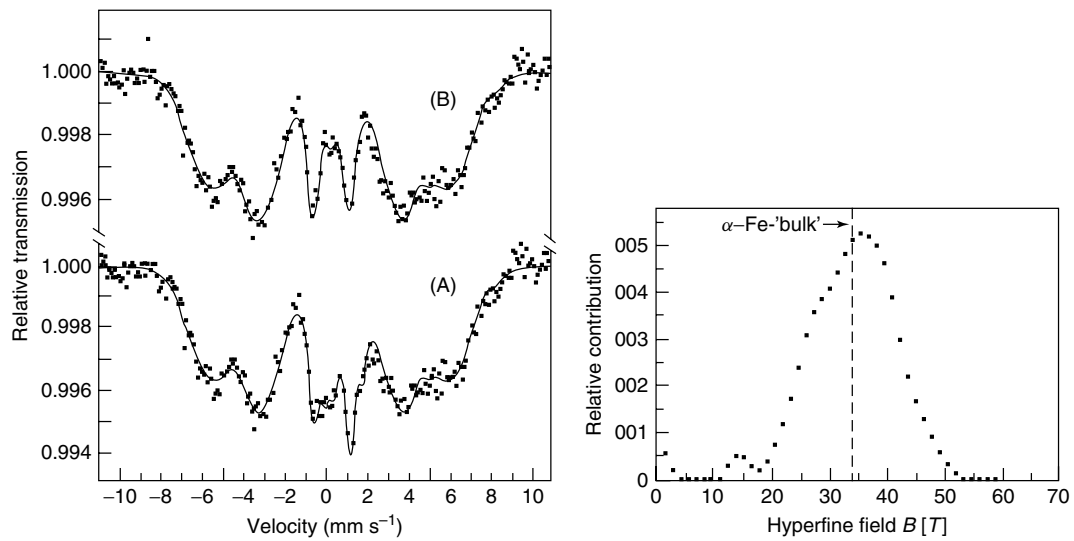 1.000
0.998
0.996
1.000
0.998
0.996
0.994
(B)
(A)
Relative transmission
−10 −8 −6 −4 −2 0 2 4 6 8 10
Velocity (mm s⁻¹)
α–Fe-'bulk'
005
004
003
002
001
0
Relative contribution
0 10 20 30 40 50 60 70
Hyperfine field B [T]